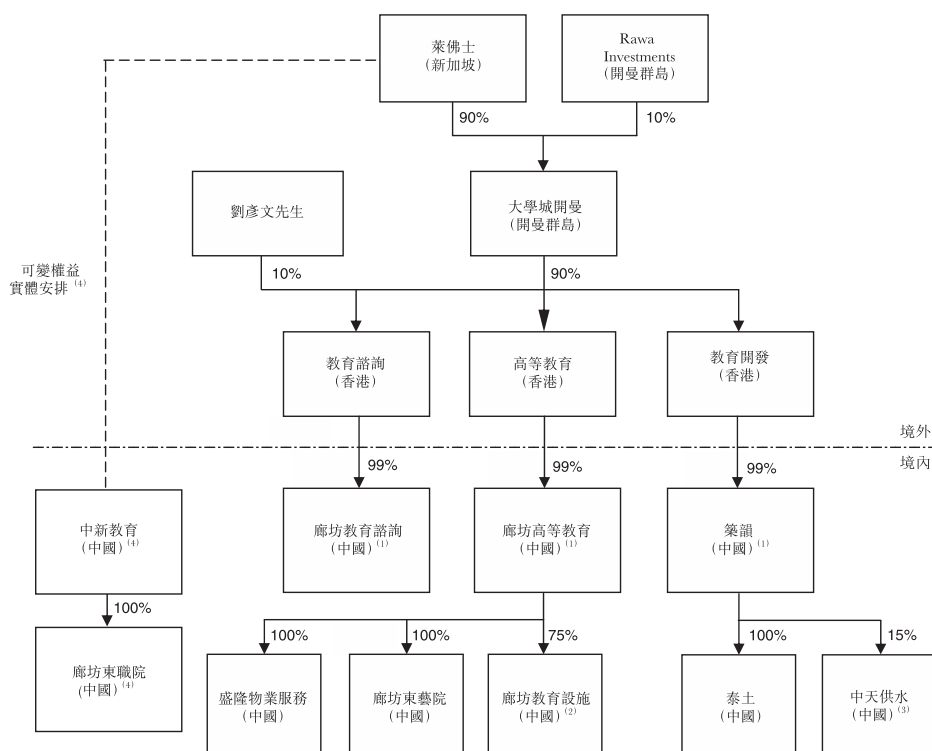 萊佛士
(新加坡)
Rawa
Investments
(開曼群島)
90%
10%
劉彥文先生
大學城開曼
(開曼群島)
可變權益
實體安排(4)
10%
90%
教育諮詢
(香港)
高等教育
(香港)
教育開發
(香港)
境外
境內
99%
99%
99%
中新教育
(中國)(4)
廊坊教育諮詢
(中國)(1)
廊坊高等教育
(中國)(1)
築韻
(中國)(1)
100%
100%
100%
75%
100%
15%
廊坊東職院
(中國)(4)
盛隆物業服務
(中國)
廊坊東藝院
(中國)
廊坊教育設施
(中國)(2)
泰土
(中國)
中天供水
(中國)(3)